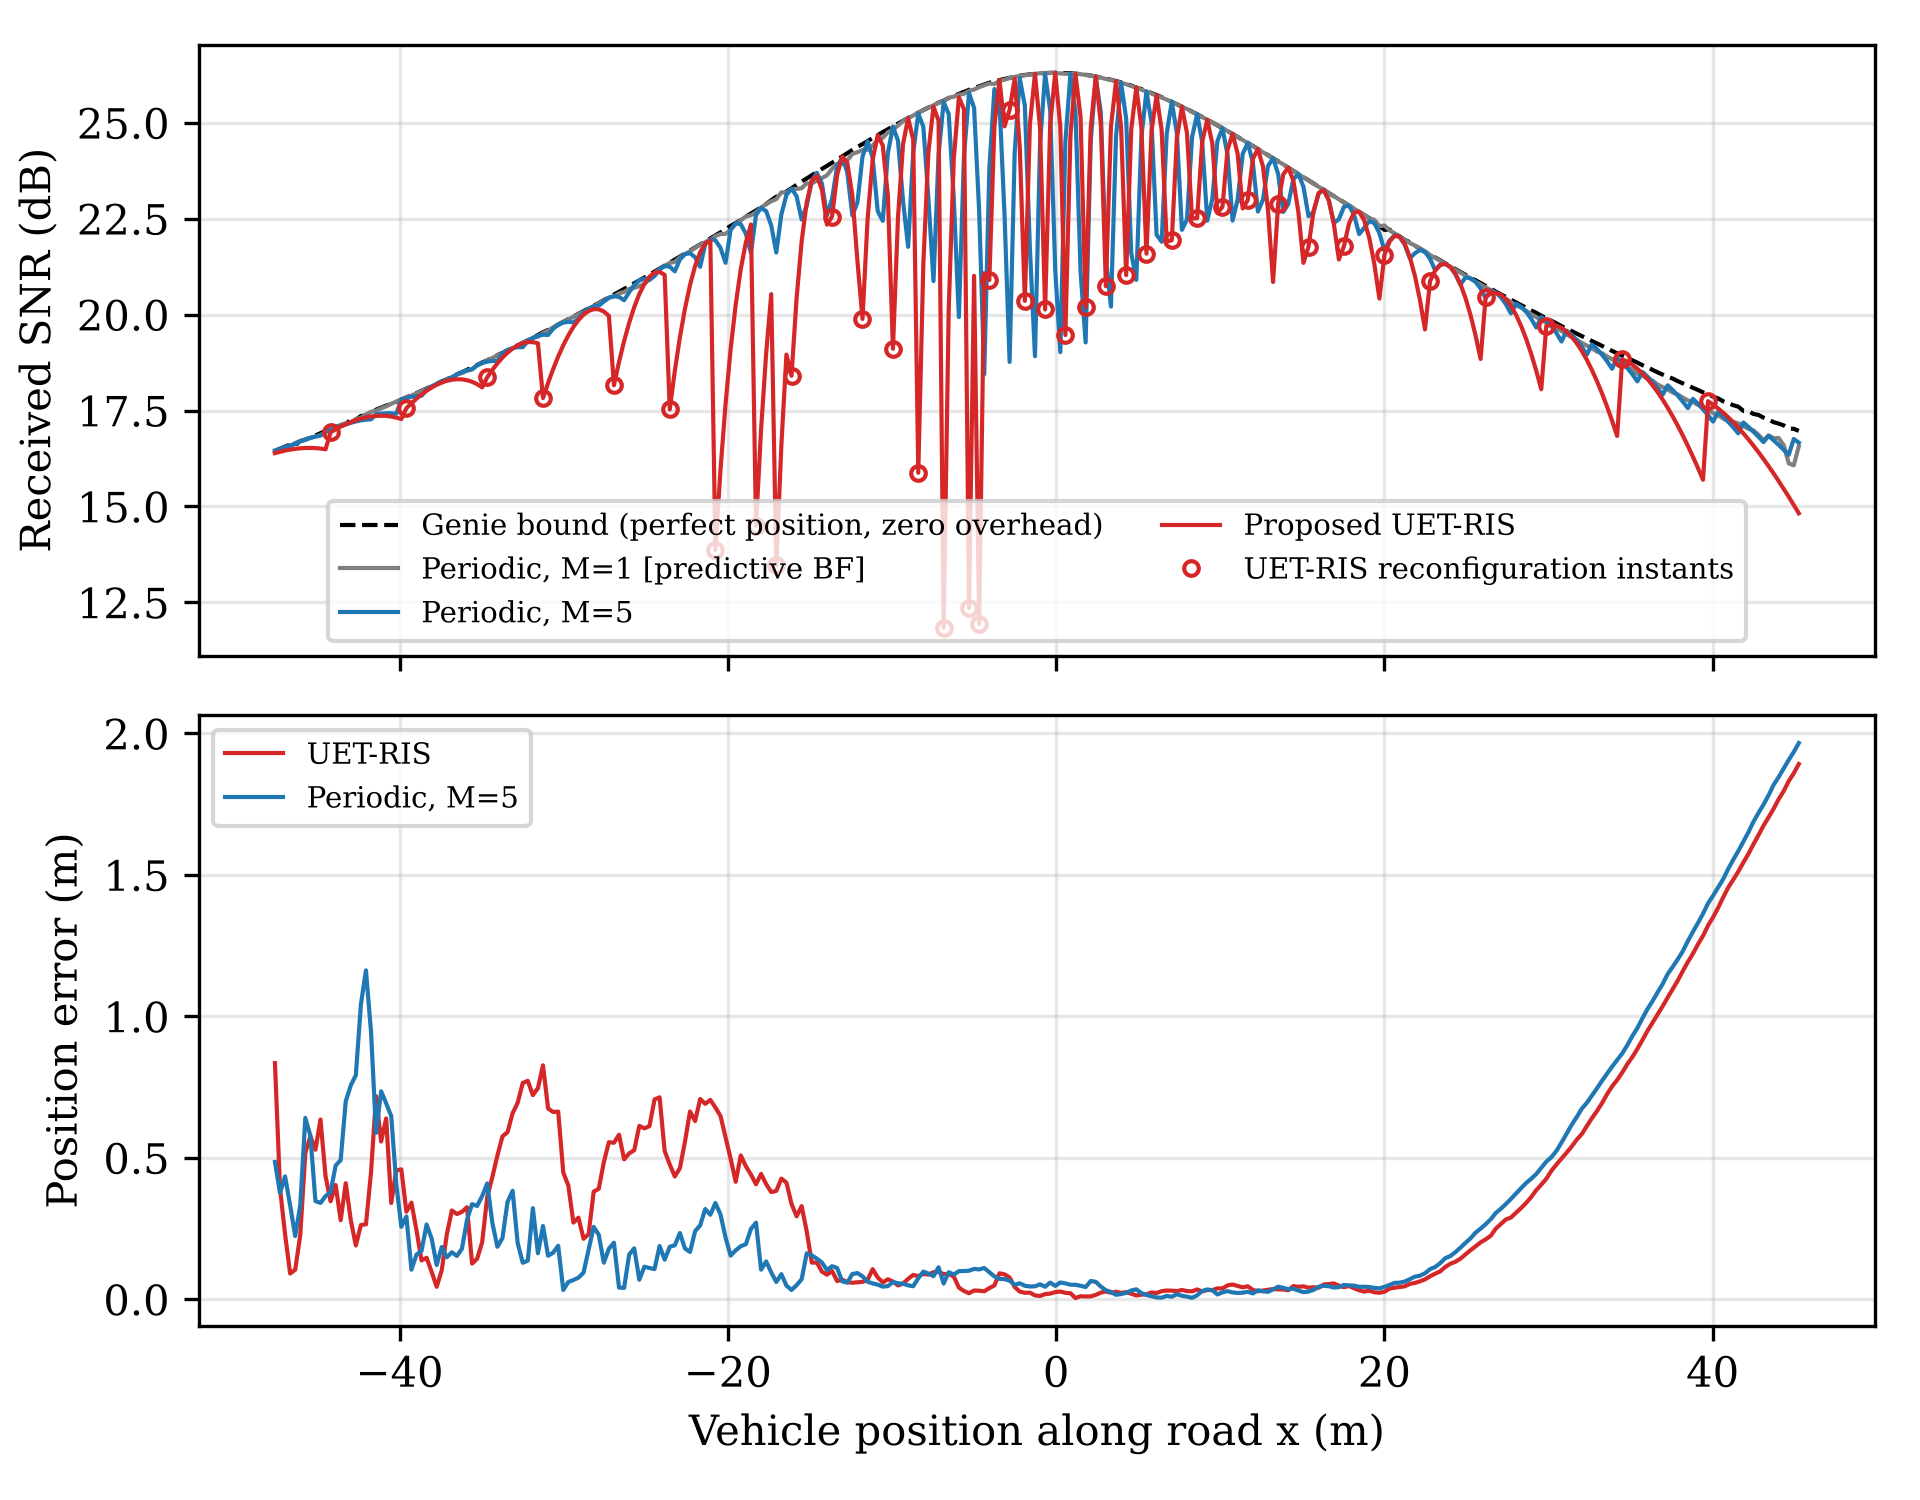 25.0
22.5
20.0
17.5
15.0
12.5
Received SNR (dB)
Genie bound (perfect position, zero overhead)
Periodic, M=1 [predictive BF]
Periodic, M=5
Proposed UET-RIS
UET-RIS reconfiguration instants
2.0
1.5
1.0
0.5
0.0
Position error (m)
UET-RIS
Periodic, M=5
−40 −20 0 20 40
Vehicle position along road x (m)